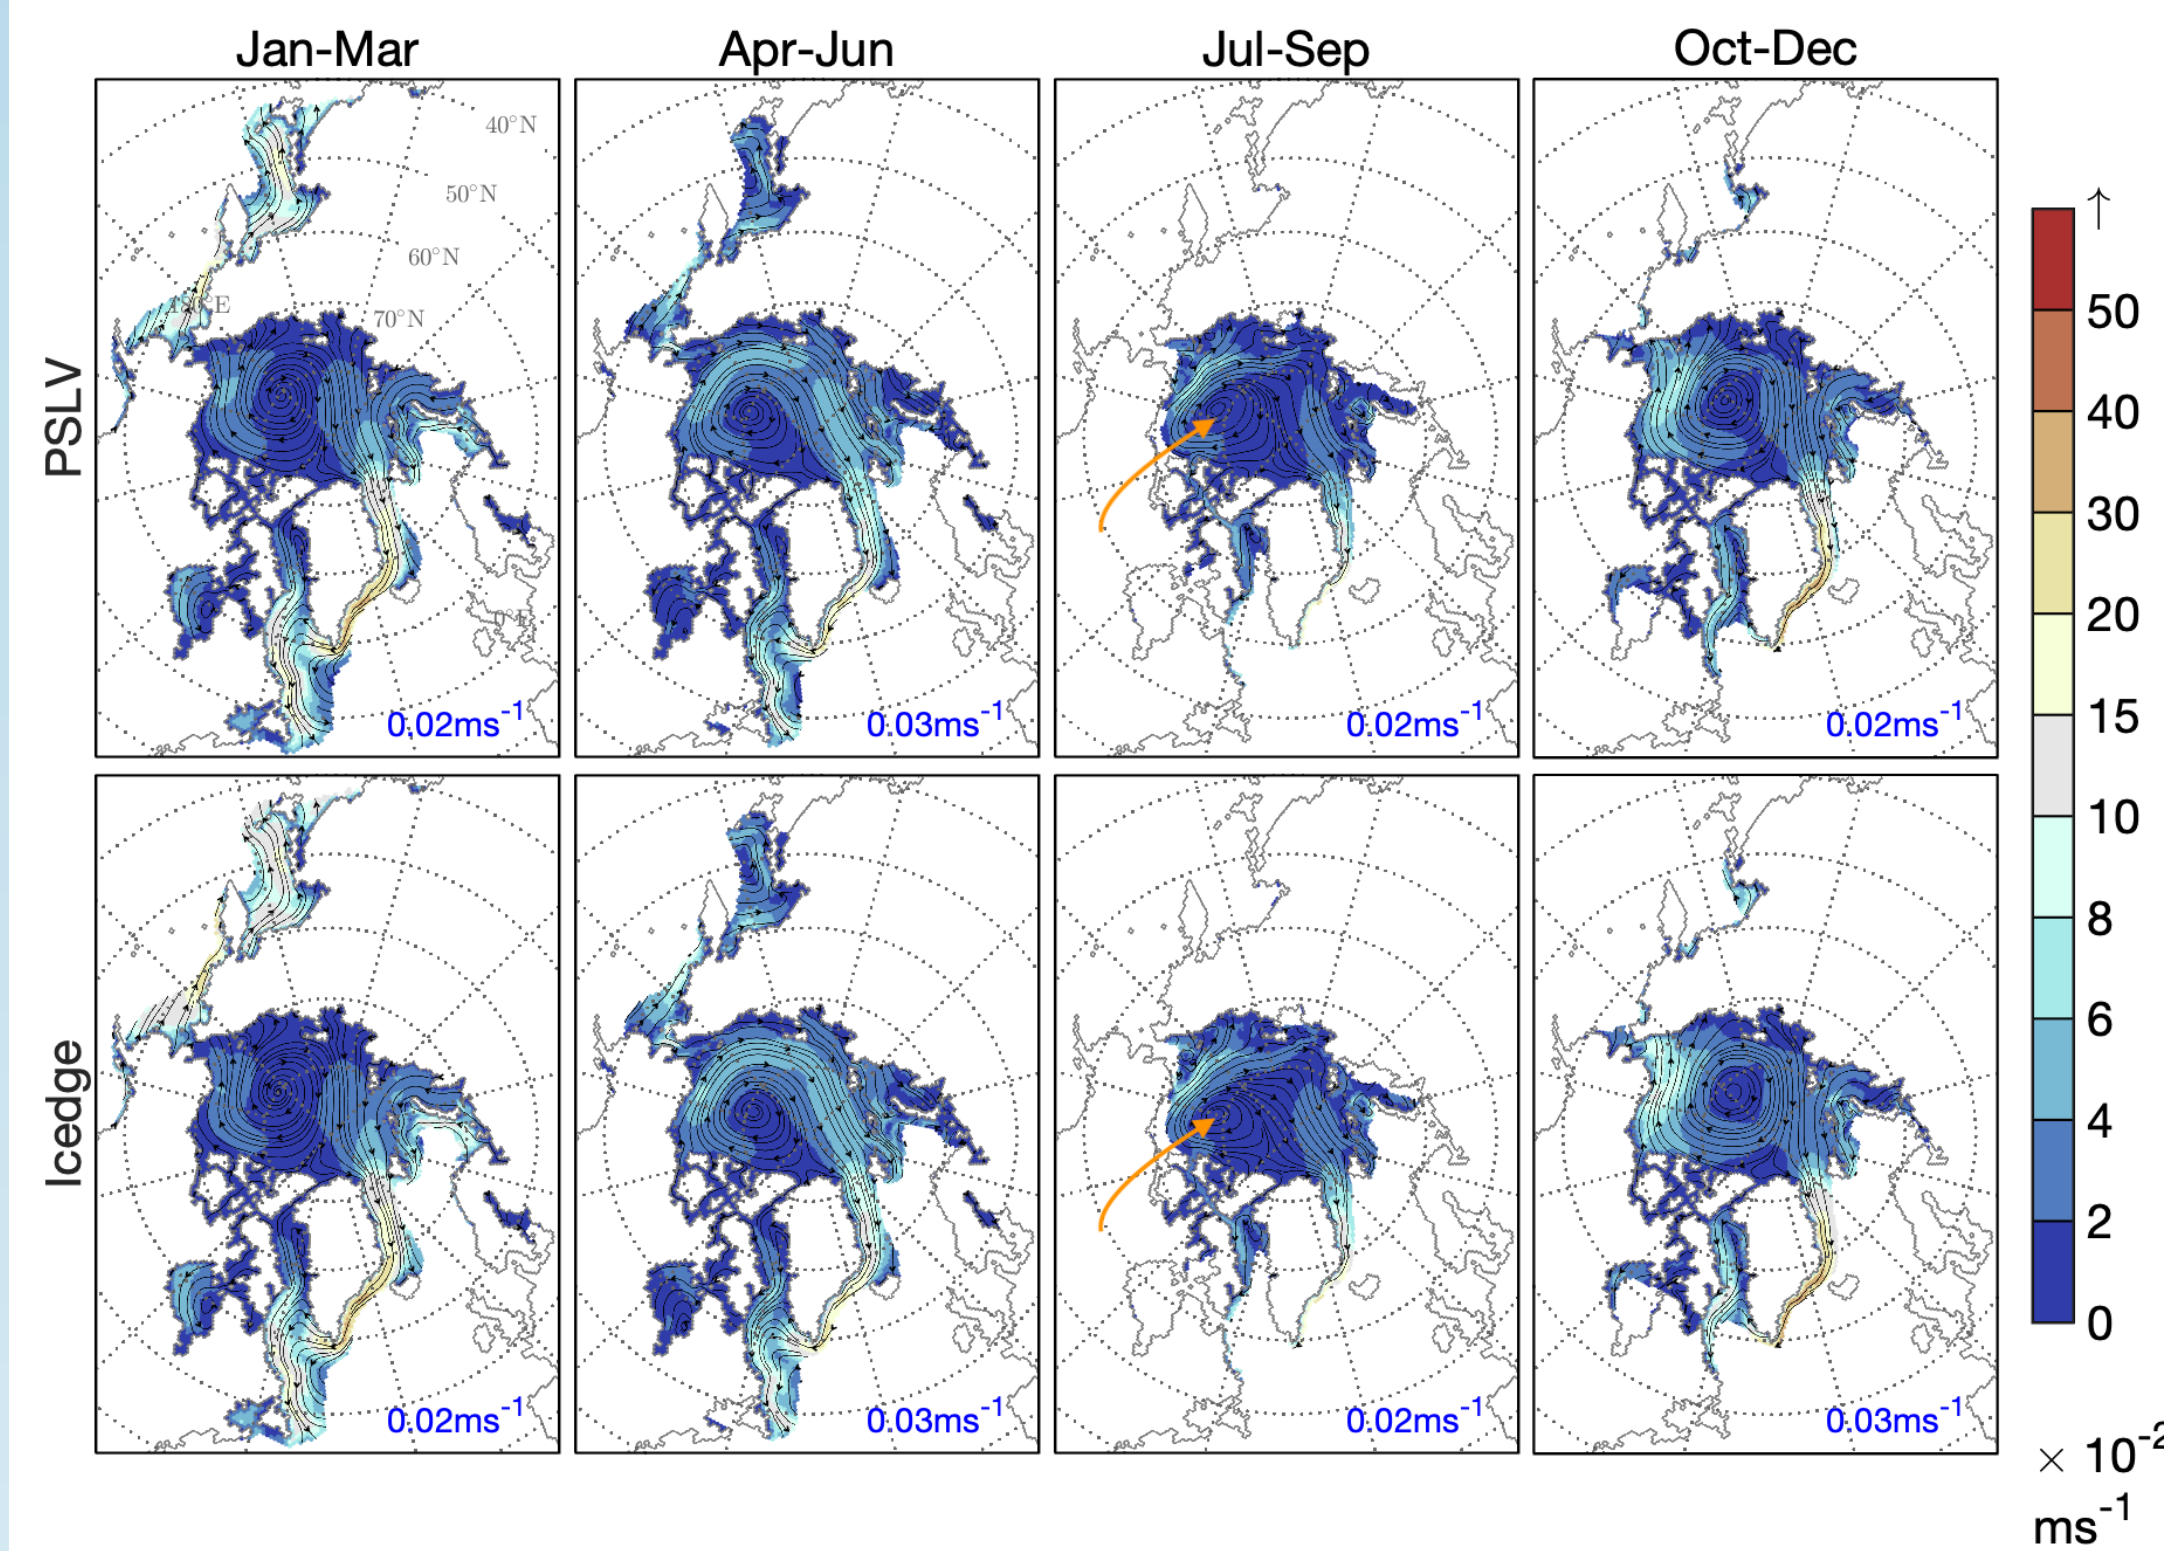 Jan-Mar
Apr-Jun
Jul-Sep
Oct-Dec
PSLV
40°N
50°N
60°N
180°E
70°N
0°E
0.02ms⁻¹
0.03ms⁻¹
0.02ms⁻¹
0.02ms⁻¹
Icedge
0.02ms⁻¹
0.03ms⁻¹
0.02ms⁻¹
0.03ms⁻¹
↑
50
40
30
20
15
10
8
6
4
2
0
× 10⁻²
ms⁻¹